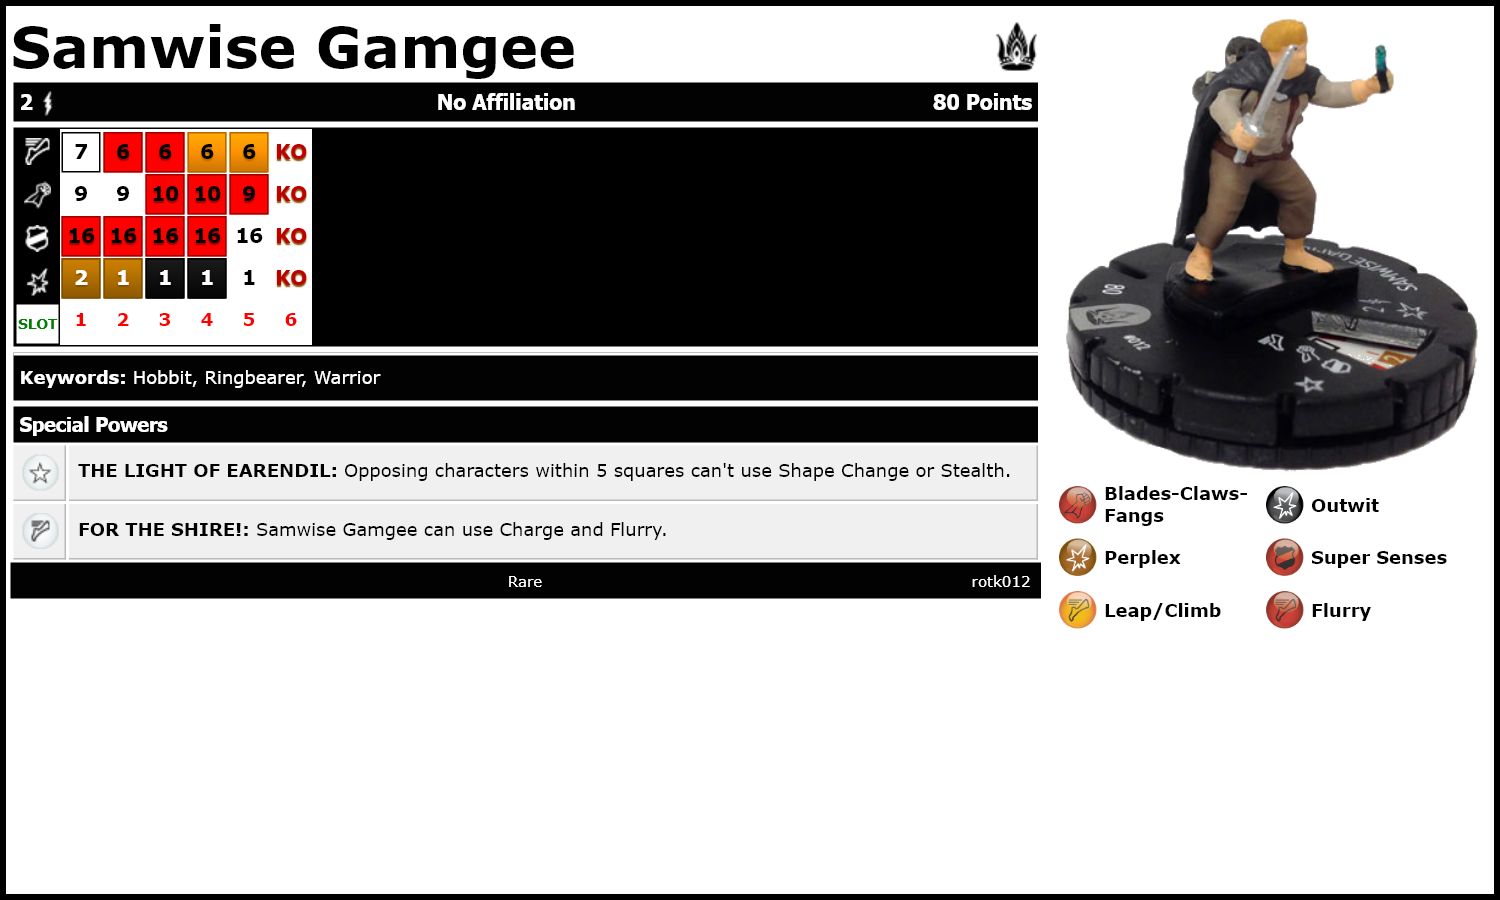 Samwise Gamgee
2 No Affiliation 80 Points
7 6 6 6 6 KO
9 9 10 10 9 KO
16 16 16 16 16 KO
2 1 1 1 1 KO
SLOT 1 2 3 4 5 6
Keywords: Hobbit, Ringbearer, Warrior
Special Powers
THE LIGHT OF EARENDIL: Opposing characters within 5 squares can't use Shape Change or Stealth.
FOR THE SHIRE!: Samwise Gamgee can use Charge and Flurry.
Rare rotk012
80
#012
SAMWISE GAMGEE
2
Blades-Claws-
Fangs
Outwit
Perplex
Super Senses
Leap/Climb
Flurry